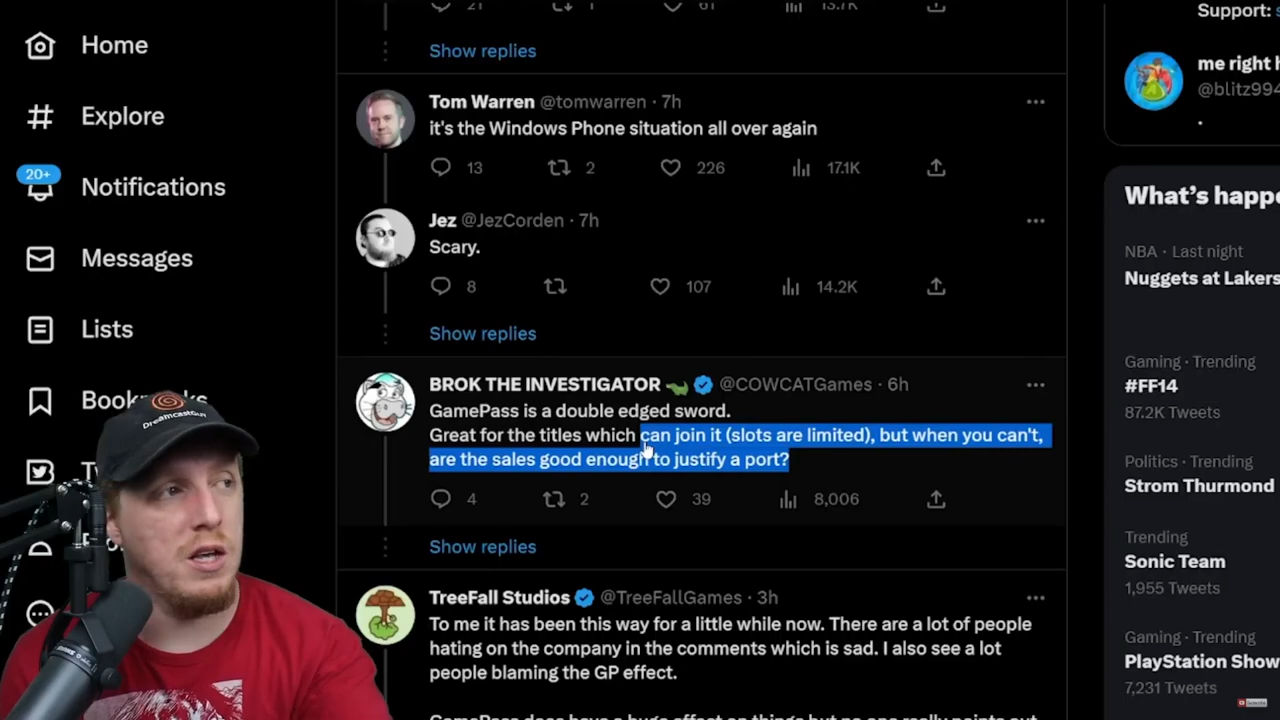 Home
Explore
20+
Notifications
Messages
Lists
21
1
61
13.7K
Show replies
Tom Warren @tomwarren · 7h
it's the Windows Phone situation all over again
13
2
226
17.1K
Jez @JezCorden · 7h
Scary.
8
107
14.2K
Show replies
BROK THE INVESTIGATOR @COWCATGames · 6h
GamePass is a double edged sword.
Great for the titles which can join it (slots are limited), but when you can't,
are the sales good enough to justify a port?
4
2
39
8,006
Show replies
TreeFall Studios @TreeFallGames · 3h
To me it has been this way for a little while now. There are a lot of people
hating on the company in the comments which is sad. I also see a lot
people blaming the GP effect.
Support:
me right
@blitz994
.
What's happe
NBA · Last night
Nuggets at Lakers
Gaming · Trending
#FF14
87.2K Tweets
Politics · Trending
Strom Thurmond
Trending
Sonic Team
1,955 Tweets
Gaming · Trending
PlayStation Show
7,231 Tweets
DreamcastGuy